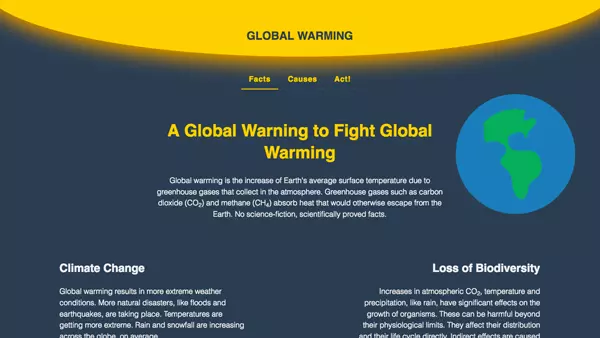 GLOBAL WARMING
Facts Causes Act!
A Global Warning to Fight Global
Warming
Global warming is the increase of Earth's average surface temperature due to
greenhouse gases that collect in the atmosphere. Greenhouse gases such as carbon
dioxide (CO2) and methane (CH4) absorb heat that would otherwise escape from the
Earth. No science-fiction, scientifically proved facts.
Climate Change
Global warming results in more extreme weather
conditions. More natural disasters, like floods and
earthquakes, are taking place. Temperatures are
getting more extreme. Rain and snowfall are increasing
across the globe, on average.
Loss of Biodiversity
Increases in atmospheric CO2, temperature and
precipitation, like rain, have significant effects on the
growth of organisms. These can be harmful beyond
their physiological limits. They affect their distribution
and their life cycle directly. Indirect effects are caused